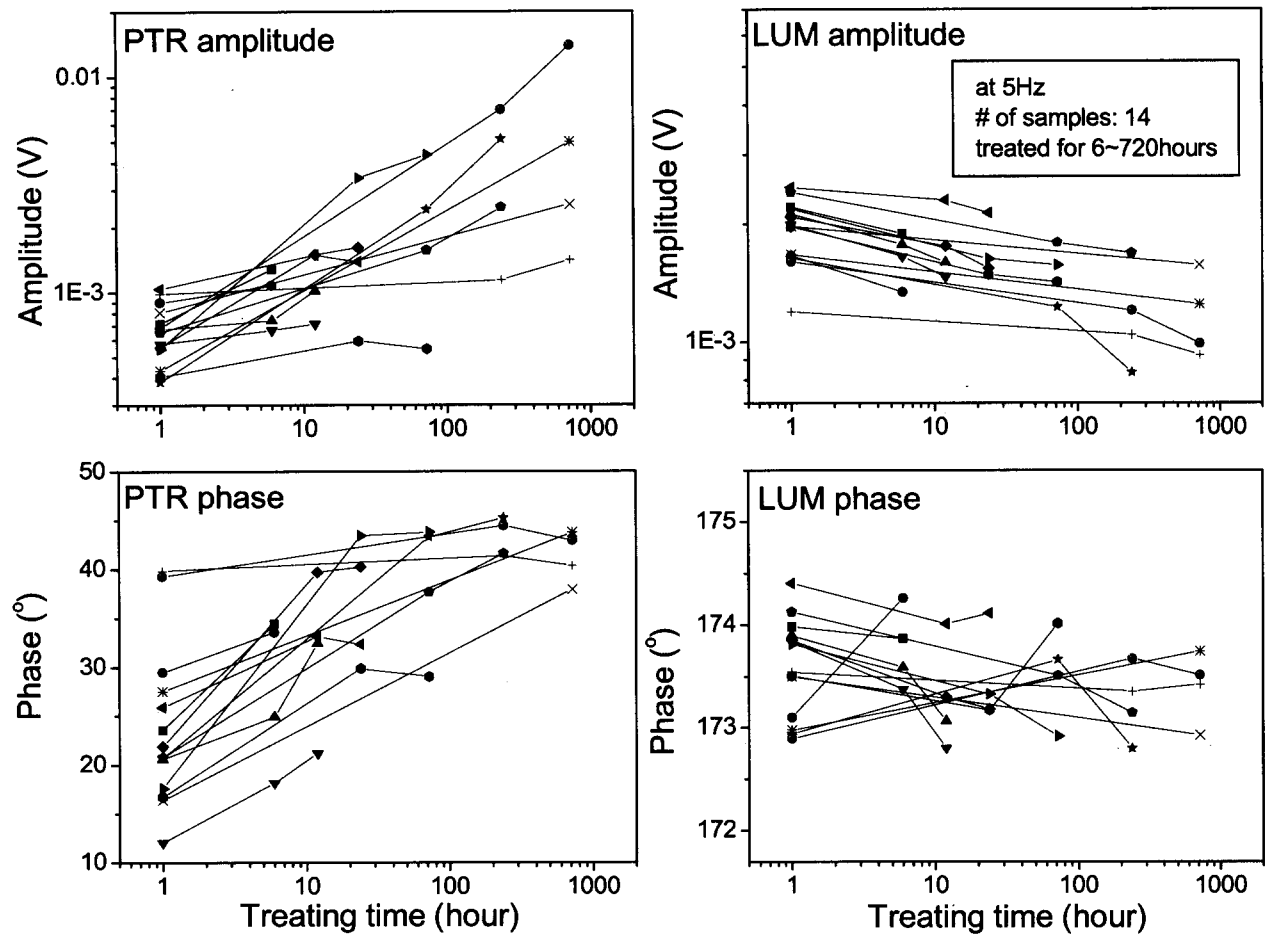 PTR amplitude
0.01
1E-3
Amplitude (V)
1 10 100 1000
LUM amplitude
at 5Hz
# of samples: 14
treated for 6~720hours
1E-3
Amplitude (V)
1 10 100 1000
PTR phase
50
40
30
20
10
Phase (°)
1 10 100 1000
Treating time (hour)
LUM phase
175
174
173
172
Phase (°)
1 10 100 1000
Treating time (hour)